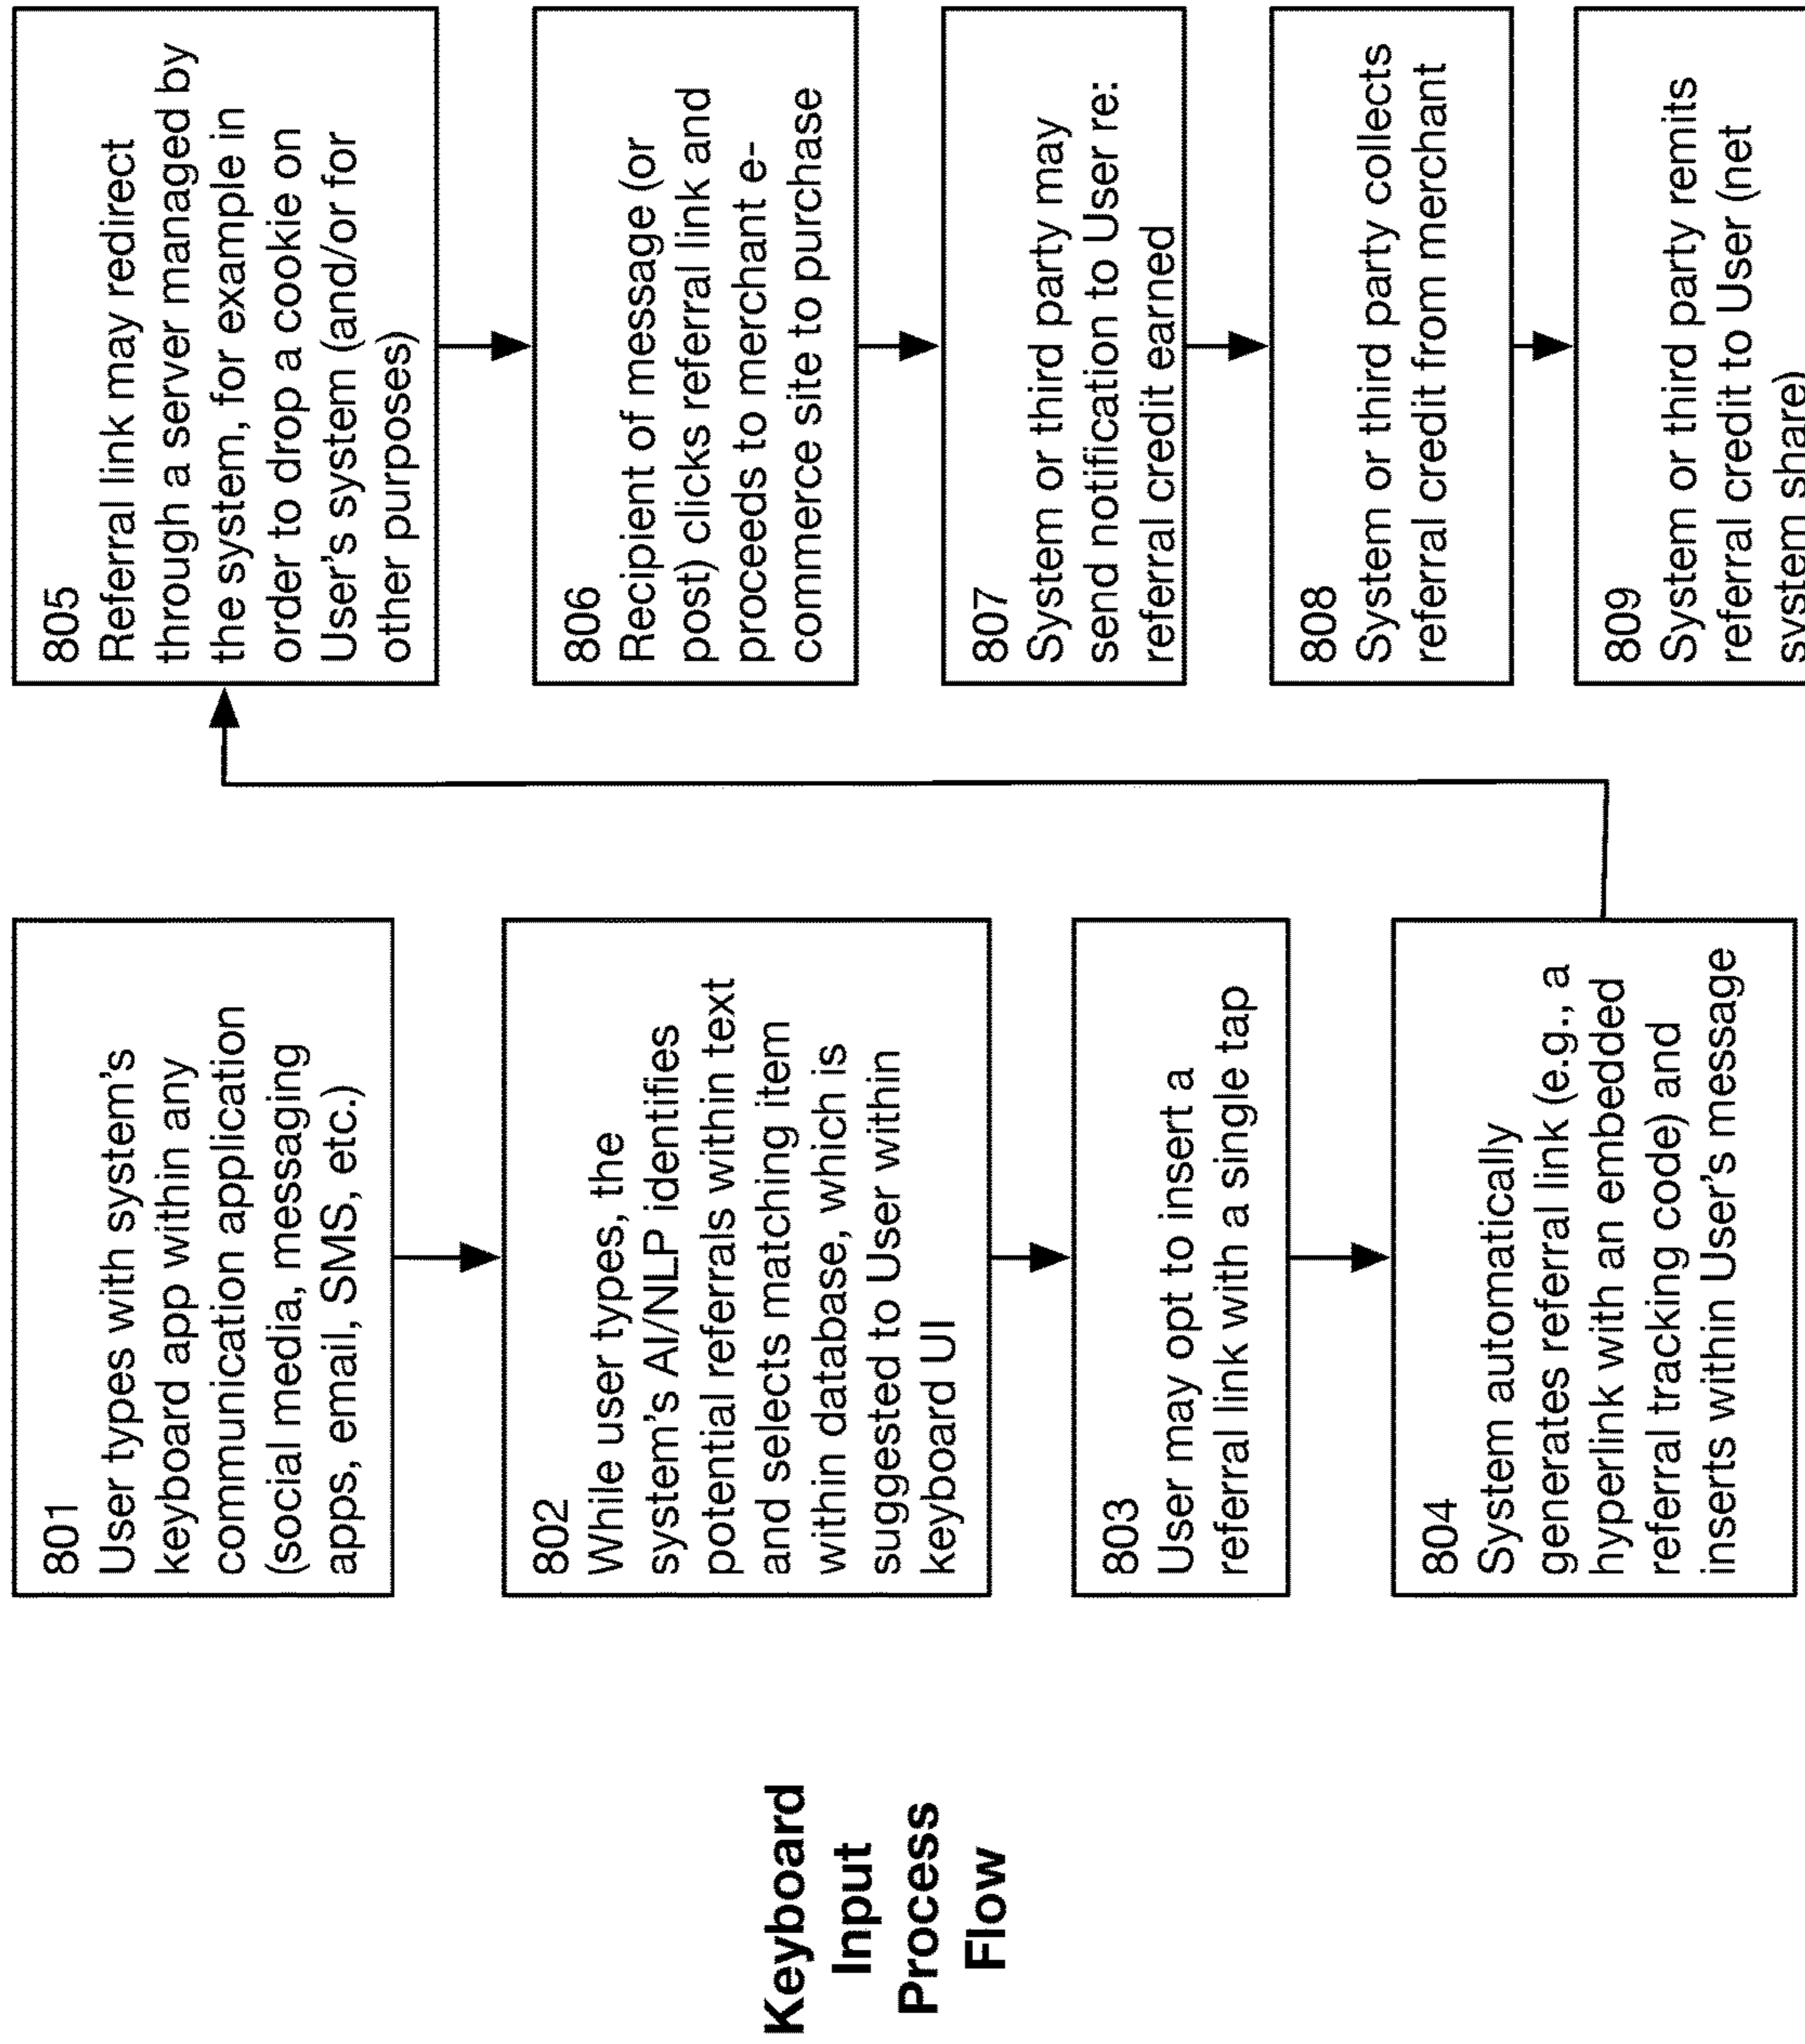 Keyboard
Input
Process
Flow
801
User types with system's
keyboard app within any
communication application
(social media, messaging
apps, email, SMS, etc.)
802
While user types, the
system's AI/NLP identifies
potential referrals within text
and selects matching item
within database, which is
suggested to User within
keyboard UI
803
User may opt to insert a
referral link with a single tap
804
System automatically
generates referral link (e.g., a
hyperlink with an embedded
referral tracking code) and
inserts within User's message
805
Referral link may redirect
through a server managed by
the system, for example in
order to drop a cookie on
User's system (and/or for
other purposes)
806
Recipient of message (or
post) clicks referral link and
proceeds to merchant e-
commerce site to purchase
807
System or third party may
send notification to User re:
referral credit earned
808
System or third party collects
referral credit from merchant
809
System or third party remits
referral credit to User (net
system share)